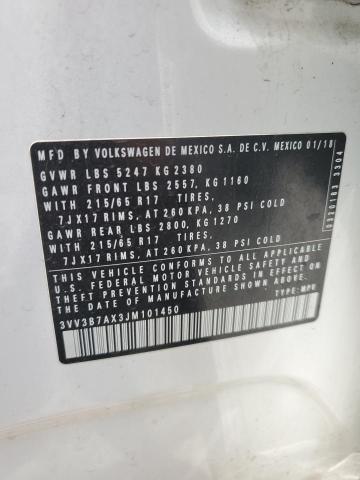 MFD BY VOLKSWAGEN DE MEXICO S.A. DE C.V. MEXICO 01/18
GVWR LBS 5247 KG 2380
GAWR FRONT LBS 2557, KG 1160
WITH 215/65 R17 TIRES,
7JX17 RIMS, AT 260 KPA, 38 PSI COLD
GAWR REAR LBS 2800, KG 1270
WITH 215/65 R17 TIRES,
7JX17 RIMS, AT 260 KPA, 38 PSI COLD
THIS VEHICLE CONFORMS TO ALL APPLICABLE
U.S. FEDERAL MOTOR VEHICLE SAFETY AND
THEFT PREVENTION STANDARDS IN EFFECT ON
THE DATE OF MANUFACTURE SHOWN ABOVE.
3VV3B7AX3JM101450
TYPE: MPV
0320183 3304